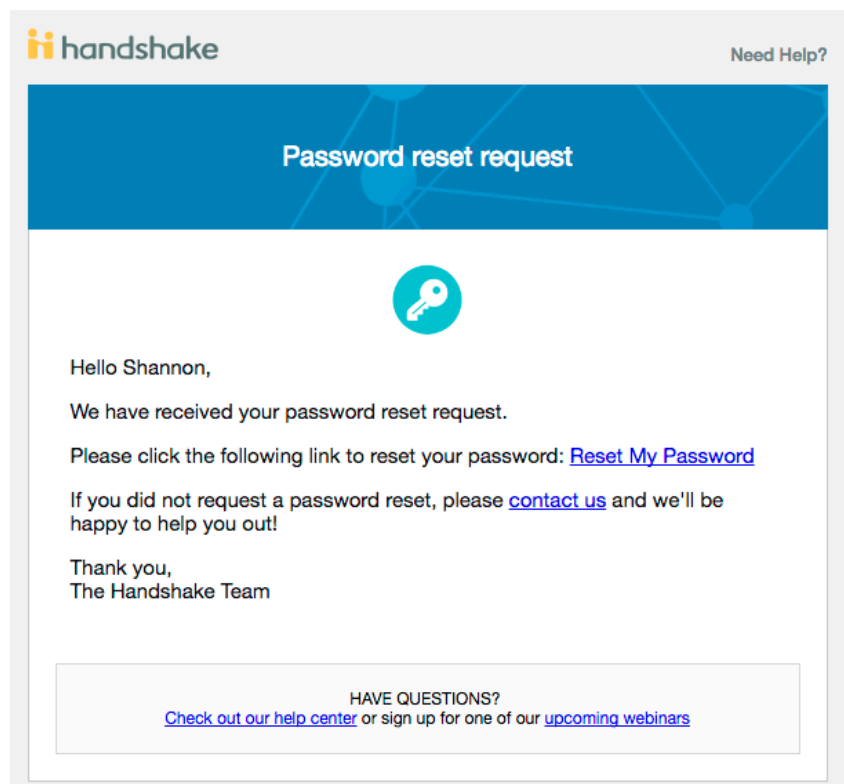 handshake
Need Help?
Password reset request
Hello Shannon,
We have received your password reset request.
Please click the following link to reset your password: Reset My Password
If you did not request a password reset, please contact us and we'll be
happy to help you out!
Thank you,
The Handshake Team
HAVE QUESTIONS?
Check out our help center or sign up for one of our upcoming webinars